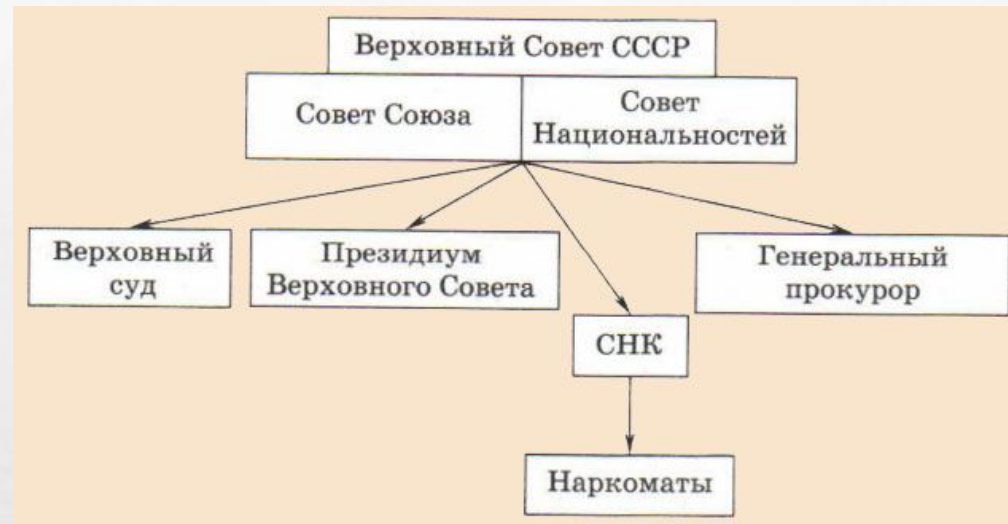 Верховный Совет СССР
Совет Союза
Совет
Национальностей
Верховный
суд
Президиум
Верховного Совета
Генеральный
прокурор
СНК
Наркоматы